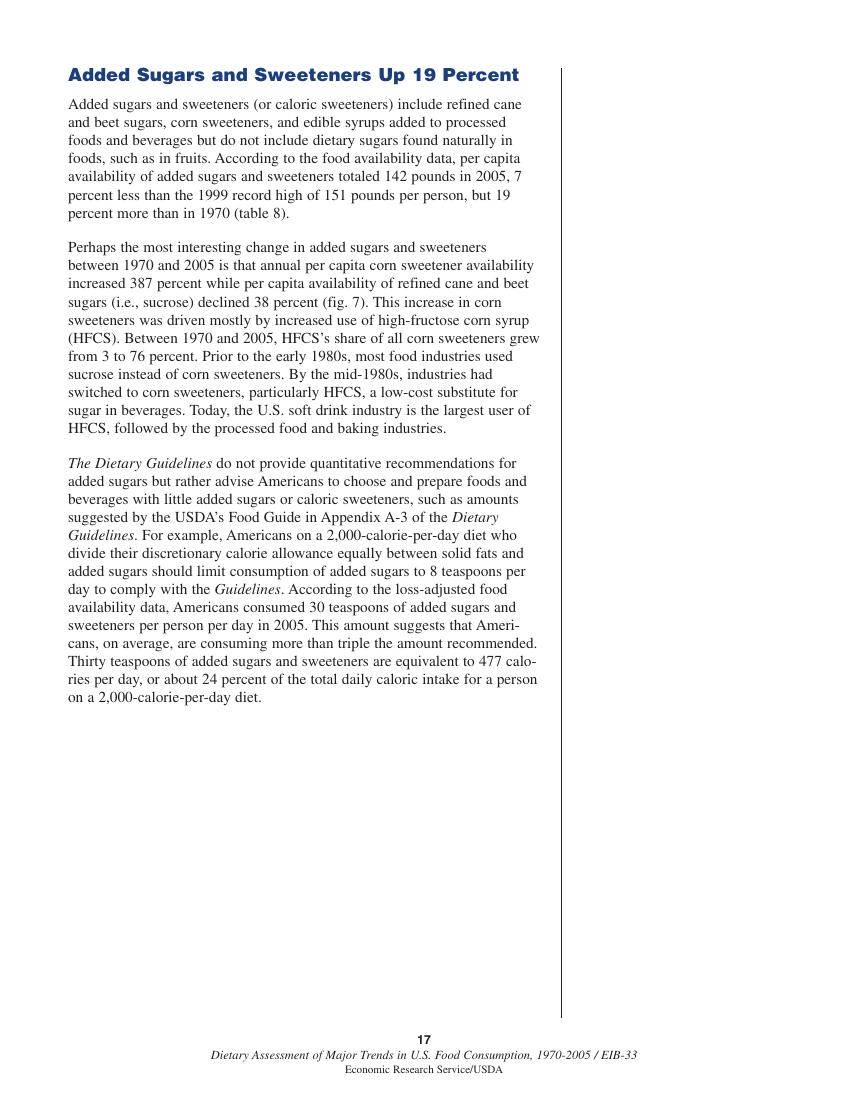 Added Sugars and Sweeteners Up 19 Percent
Added sugars and sweeteners (or caloric sweeteners) include refined cane
and beet sugars, corn sweeteners, and edible syrups added to processed
foods and beverages but do not include dietary sugars found naturally in
foods, such as in fruits. According to the food availability data, per capita
availability of added sugars and sweeteners totaled 142 pounds in 2005, 7
percent less than the 1999 record high of 151 pounds per person, but 19
percent more than in 1970 (table 8).
Perhaps the most interesting change in added sugars and sweeteners
between 1970 and 2005 is that annual per capita corn sweetener availability
increased 387 percent while per capita availability of refined cane and beet
sugars (i.e., sucrose) declined 38 percent (fig. 7). This increase in corn
sweeteners was driven mostly by increased use of high-fructose corn syrup
(HFCS). Between 1970 and 2005, HFCS's share of all corn sweeteners grew
from 3 to 76 percent. Prior to the early 1980s, most food industries used
sucrose instead of corn sweeteners. By the mid-1980s, industries had
switched to corn sweeteners, particularly HFCS, a low-cost substitute for
sugar in beverages. Today, the U.S. soft drink industry is the largest user of
HFCS, followed by the processed food and baking industries.
The Dietary Guidelines do not provide quantitative recommendations for
added sugars but rather advise Americans to choose and prepare foods and
beverages with little added sugars or caloric sweeteners, such as amounts
suggested by the USDA's Food Guide in Appendix A-3 of the Dietary
Guidelines. For example, Americans on a 2,000-calorie-per-day diet who
divide their discretionary calorie allowance equally between solid fats and
added sugars should limit consumption of added sugars to 8 teaspoons per
day to comply with the Guidelines. According to the loss-adjusted food
availability data, Americans consumed 30 teaspoons of added sugars and
sweeteners per person per day in 2005. This amount suggests that Ameri-
cans, on average, are consuming more than triple the amount recommended.
Thirty teaspoons of added sugars and sweeteners are equivalent to 477 calo-
ries per day, or about 24 percent of the total daily caloric intake for a person
on a 2,000-calorie-per-day diet.
17
Dietary Assessment of Major Trends in U.S. Food Consumption, 1970-2005 / EIB-33
Economic Research Service/USDA